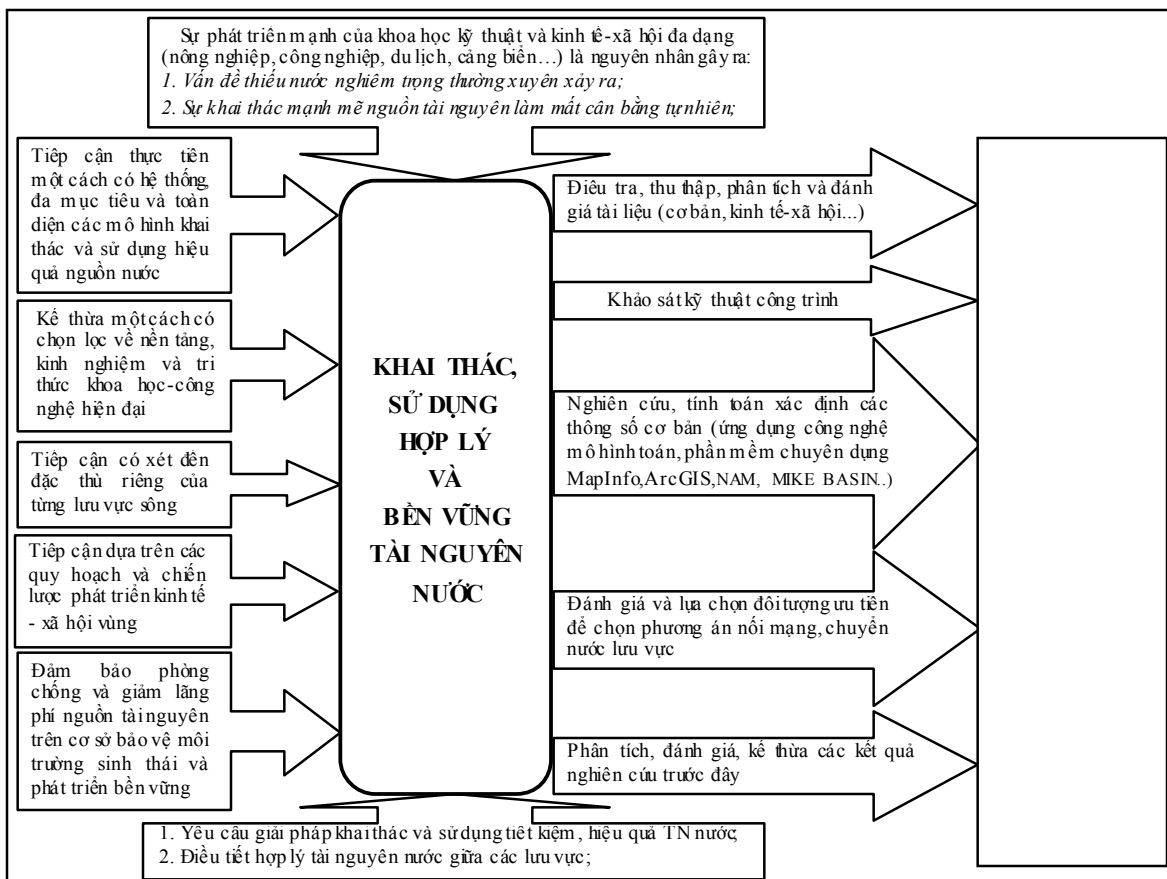 Sự phát triển mạnh của khoa học kỹ thuật và kinh tế-xã hội đa dạng
(nông nghiệp, công nghiệp, du lịch, cảng biển…) là nguyên nhân gây ra:
1. Vấn đề thiếu nước nghiêm trọng thường xuyên xảy ra;
2. Sự khai thác mạnh mẽ nguồn tài nguyên làm mất cân bằng tự nhiên;
Tiếp cận thực tiên
một cách có hệ thống,
đa mục tiêu và toàn
diện các mô hình khai
thác và sử dụng hiệu
quả nguồn nước
Kế thừa một cách có
chọn lọc về nền tảng,
kinh nghiệm và tri
thức khoa học-công
nghệ hiện đại
Tiếp cận có xét đến
đặc thù riêng của
từng lưu vực sông
Tiếp cận dựa trên các
quy hoạch và chiến
lược phát triển kinh tế
- xã hội vùng
Đảm bảo phòng
chống và giảm lãng
phí nguồn tài nguyên
trên cơ sở bảo vệ môi
trường sinh thái và
phát triển bền vững
KHAI THÁC,
SỬ DỤNG
HỢP LÝ
VÀ
BỀN VỮNG
TÀI NGUYÊN
NƯỚC
Điều tra, thu thập, phân tích và đánh
giá tài liệu (cơ bản, kinh tế-xã hội...)
Khảo sát kỹ thuật công trình
Nghiên cứu, tính toán xác định các
thông số cơ bản (ứng dụng công nghệ
mô hình toán, phần mềm chuyên dụng
MapInfo,ArcGIS,NAM, MIKE BASIN..)
Đánh giá và lựa chọn đối tượng ưu tiên
để chọn phương án nối mạng, chuyển
nước lưu vực
Phân tích, đánh giá, kế thừa các kết quả
nghiên cứu trước đây
1. Yêu cầu giải pháp khai thác và sử dụng tiết kiệm, hiệu quả TN nước;
2. Điều tiết hợp lý tài nguyên nước giữa các lưu vực;